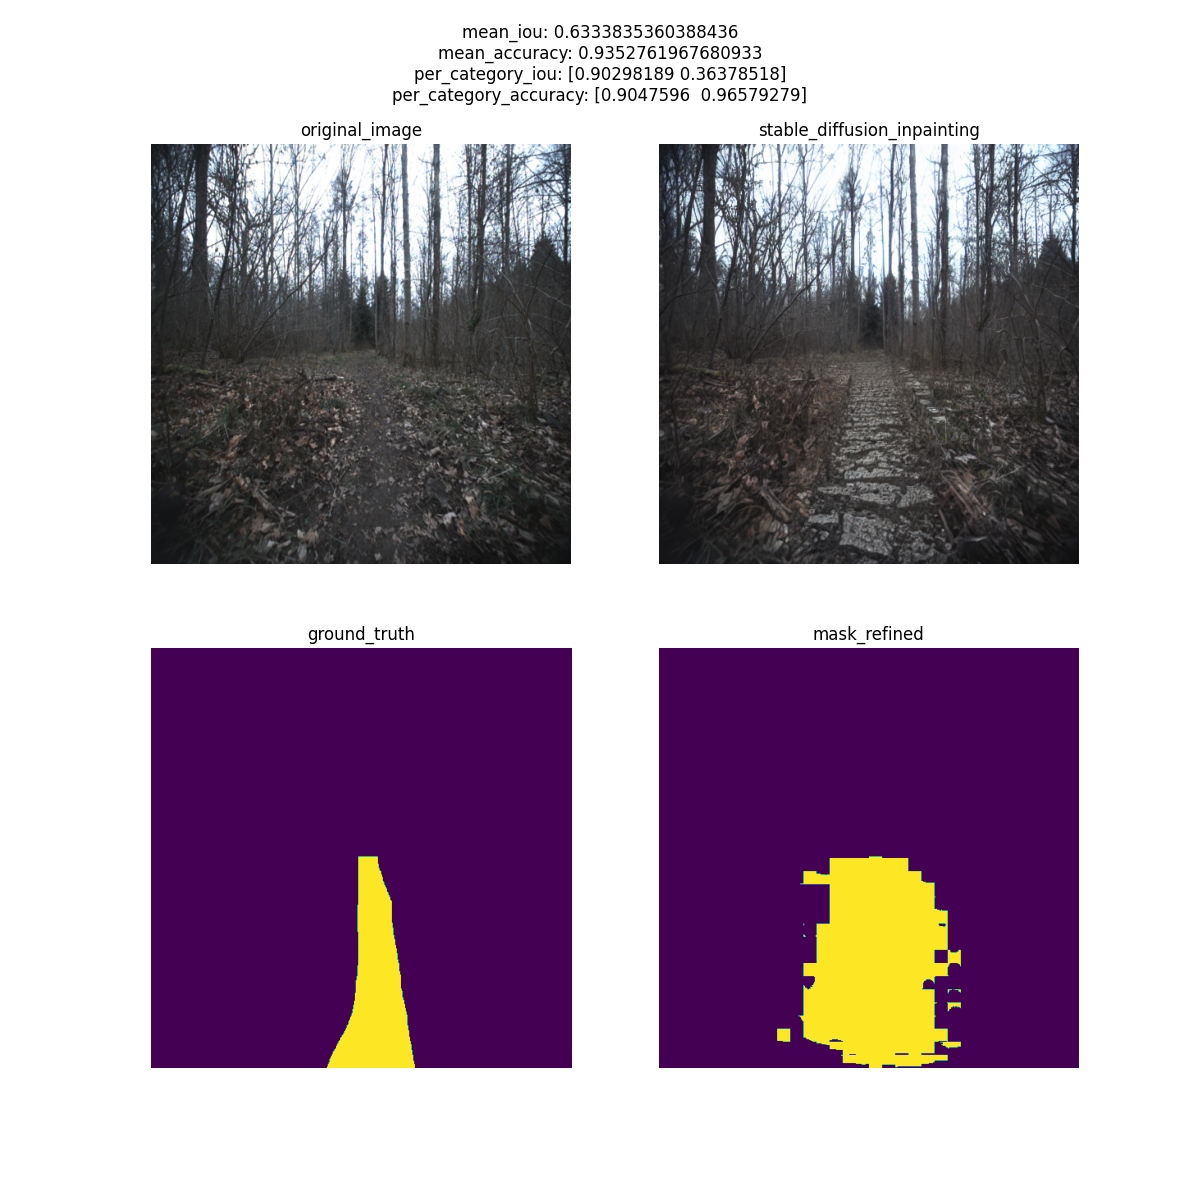 mean_iou: 0.6333835360388436
mean_accuracy: 0.9352761967680933
per_category_iou: [0.90298189 0.36378518]
per_category_accuracy: [0.9047596  0.96579279]
original_image
stable_diffusion_inpainting
ground_truth
mask_refined